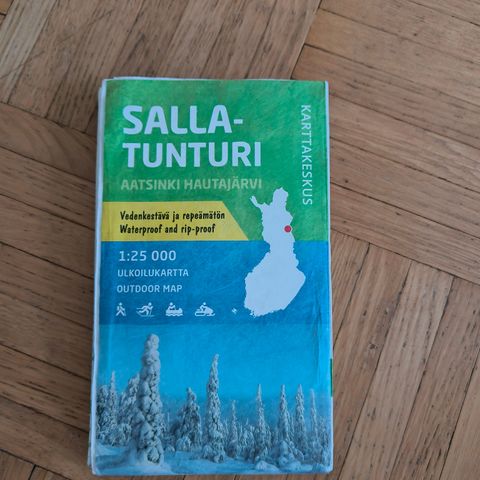 SALLA-
TUNTURI
AATSINKI HAUTAJÄRVI
KARTTAKESKUS
Vedenkestävä ja repeämätön
Waterproof and rip-proof
1:25 000
ULKOILUKARTTA
OUTDOOR MAP